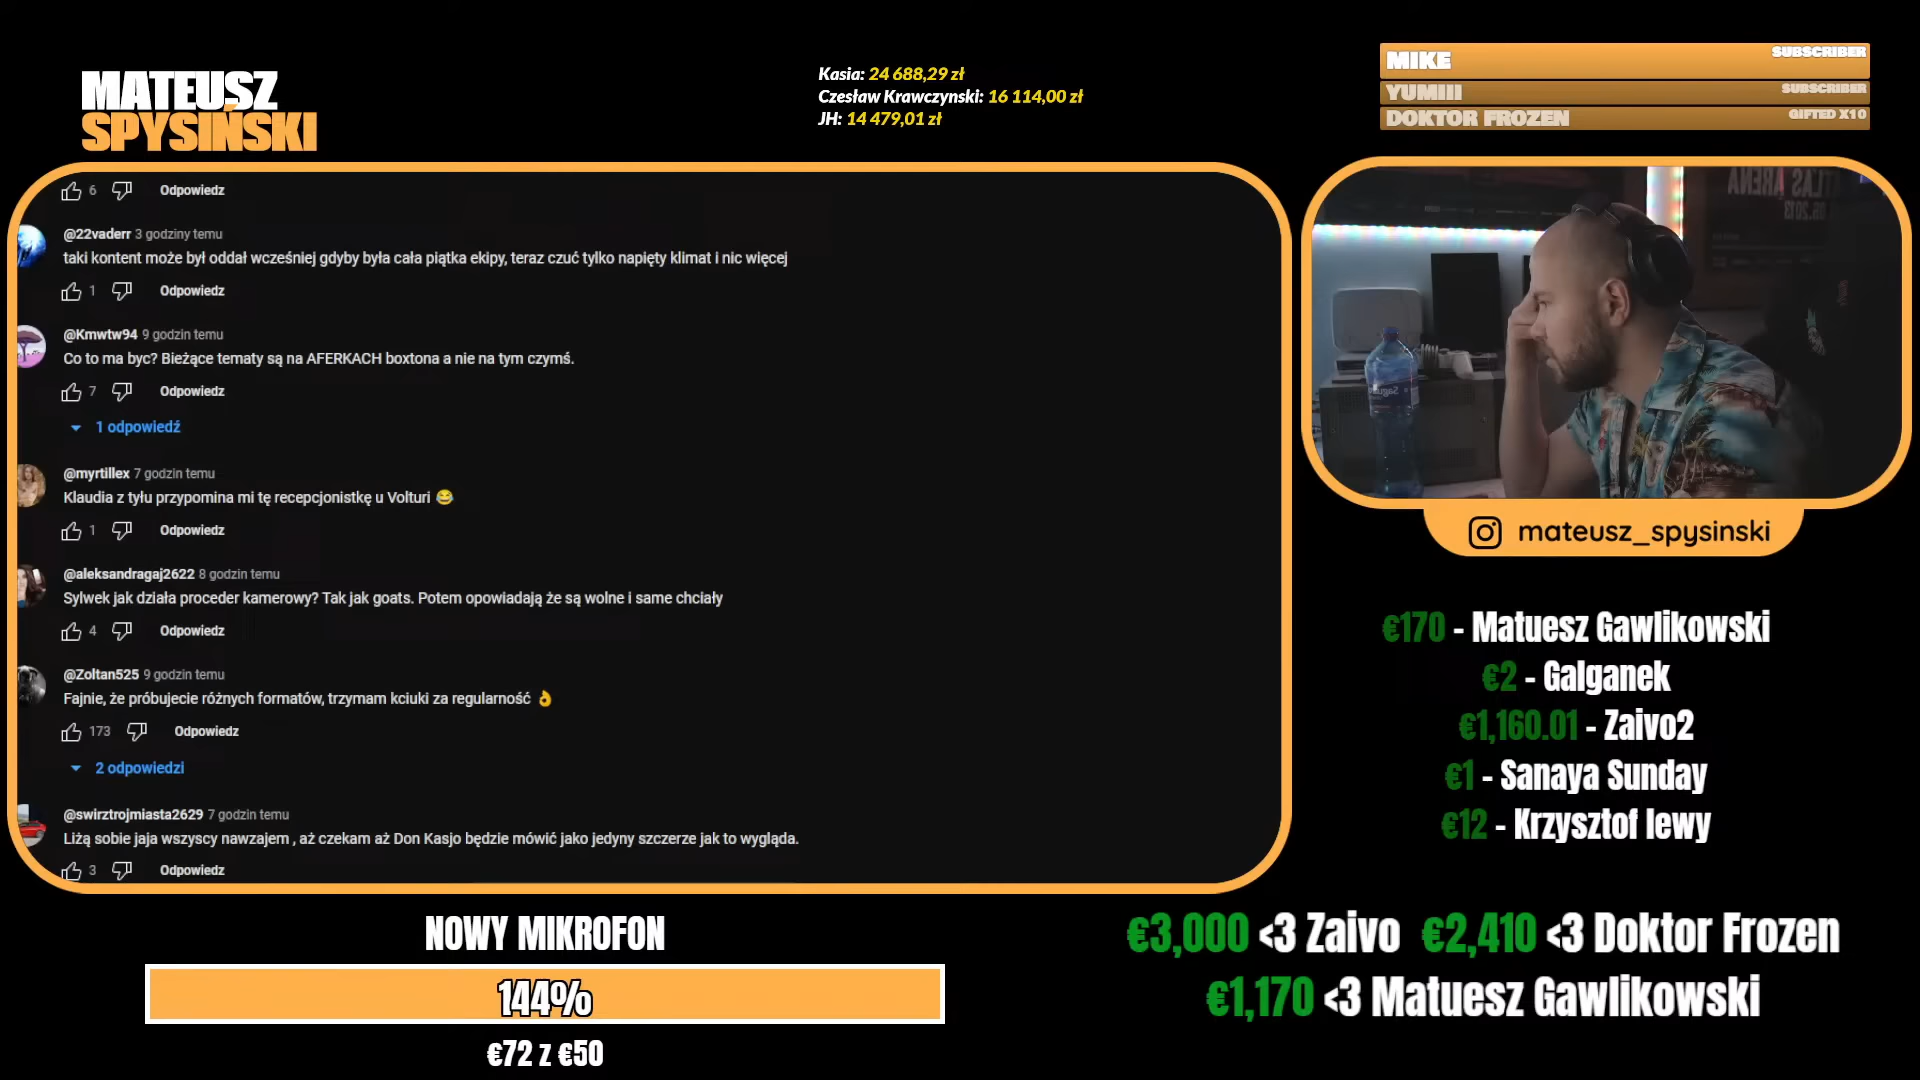 MATEUSZ
SPYSIŃSKI
Kasia: 24 688,29 zł
Czesław Krawczynski: 16 114,00 zł
JH: 14 479,01 zł
MIKE SUBSCRIBER
YUMIII SUBSCRIBER
DOKTOR FROZEN GIFTED X10
6 Odpowiedz
@22vaderr 3 godziny temu
taki kontent może był oddał wcześniej gdyby była cała piątka ekipy, teraz czuć tylko napięty klimat i nic więcej
1 Odpowiedz
@Kmwtw94 9 godzin temu
Co to ma byc? Bieżące tematy są na AFERKACH boxtona a nie na tym czymś.
7 Odpowiedz
1 odpowiedź
@myrtillex 7 godzin temu
Klaudia z tyłu przypomina mi tę recepcjonistkę u Volturi 😂
1 Odpowiedz
@aleksandragaj2622 8 godzin temu
Sylwek jak działa proceder kamerowy? Tak jak goats. Potem opowiadają że są wolne i same chciały
4 Odpowiedz
@Zoltan525 9 godzin temu
Fajnie, że próbujecie różnych formatów, trzymam kciuki za regularność 👌
173 Odpowiedz
2 odpowiedzi
@swirztrojmiasta2629 7 godzin temu
Liżą sobie jaja wszyscy nawzajem , aż czekam aż Don Kasjo będzie mówić jako jedyny szczerze jak to wygląda.
3 Odpowiedz
mateusz_spysinski
€170 - Matuesz Gawlikowski
€2 - Galganek
€1,160.01 - Zaivo2
€1 - Sanaya Sunday
€12 - Krzysztof lewy
NOWY MIKROFON
144%
€72 z €50
€3,000 <3 Zaivo €2,410 <3 Doktor Frozen
€1,170 <3 Matuesz Gawlikowski